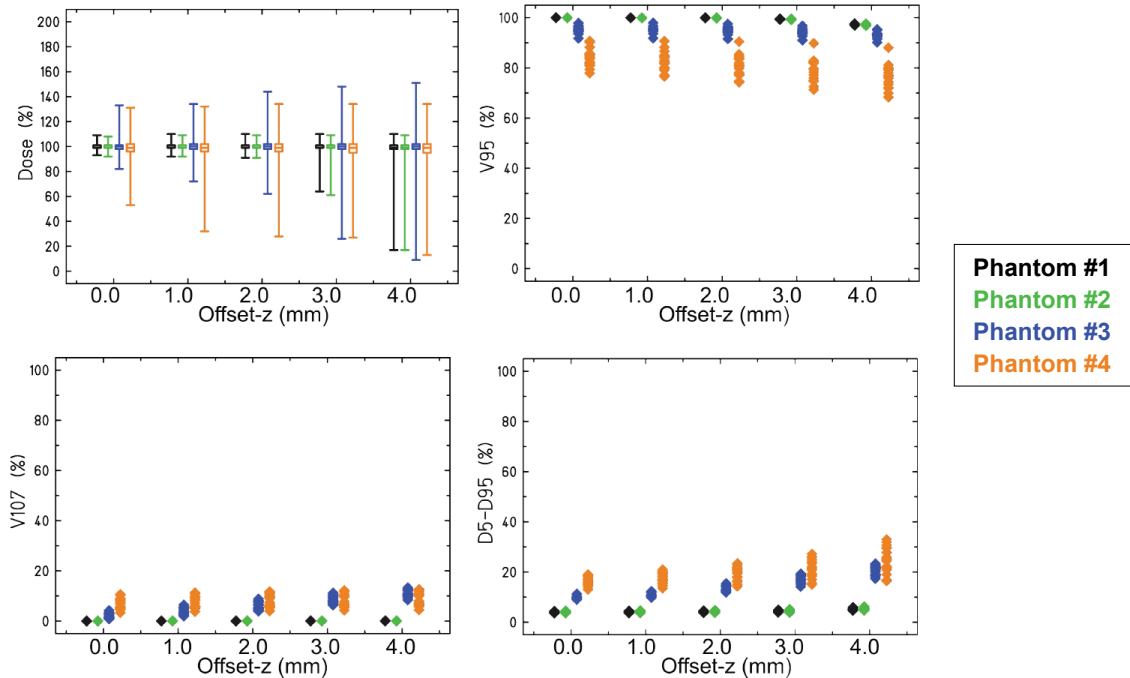 200
180
160
140
120
100
80
60
40
20
0
Dose (%)
0.0 1.0 2.0 3.0 4.0
Offset-z (mm)
100
80
60
40
20
0
V95 (%)
0.0 1.0 2.0 3.0 4.0
Offset-z (mm)
Phantom #1
Phantom #2
Phantom #3
Phantom #4
100
80
60
40
20
0
V107 (%)
0.0 1.0 2.0 3.0 4.0
Offset-z (mm)
100
80
60
40
20
0
D5-D95 (%)
0.0 1.0 2.0 3.0 4.0
Offset-z (mm)